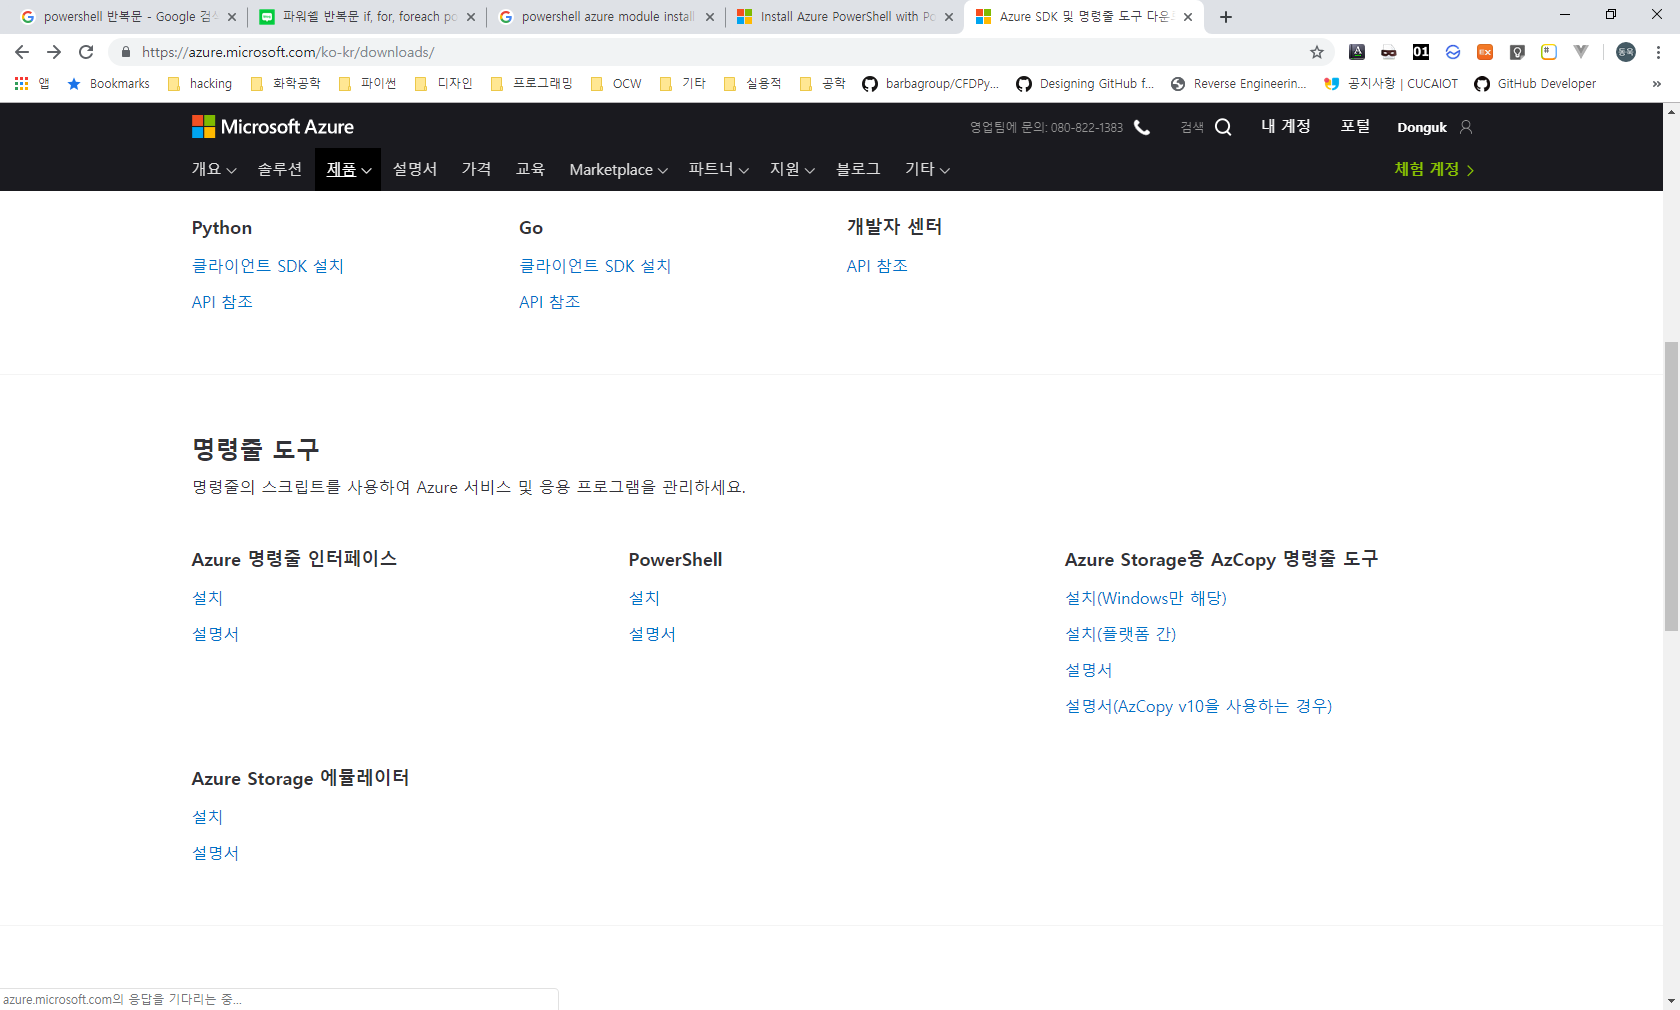 powershell 반복문 - Google 검색
파워쉘 반복문 if, for, foreach po
powershell azure module install
Install Azure PowerShell with Po
Azure SDK 및 명령줄 도구 다운
https://azure.microsoft.com/ko-kr/downloads/
앱 Bookmarks hacking 화학공학 파이썬 디자인 프로그래밍 OCW 기타 실용적 공학 barbagroup/CFDPy... Designing GitHub f... Reverse Engineerin... 공지사항 | CUCAIOT GitHub Developer »
Microsoft Azure
영업팀에 문의: 080-822-1383 검색 내 계정 포털 Donguk
개요 솔루션 제품 설명서 가격 교육 Marketplace 파트너 지원 블로그 기타 체험 계정
Python Go 개발자 센터
클라이언트 SDK 설치 클라이언트 SDK 설치 API 참조
API 참조 API 참조
명령줄 도구
명령줄의 스크립트를 사용하여 Azure 서비스 및 응용 프로그램을 관리하세요.
Azure 명령줄 인터페이스 PowerShell Azure Storage용 AzCopy 명령줄 도구
설치 설치 설치(Windows만 해당)
설명서 설명서 설치(플랫폼 간)
설명서
설명서(AzCopy v10을 사용하는 경우)
Azure Storage 에뮬레이터
설치
설명서
azure.microsoft.com의 응답을 기다리는 중...